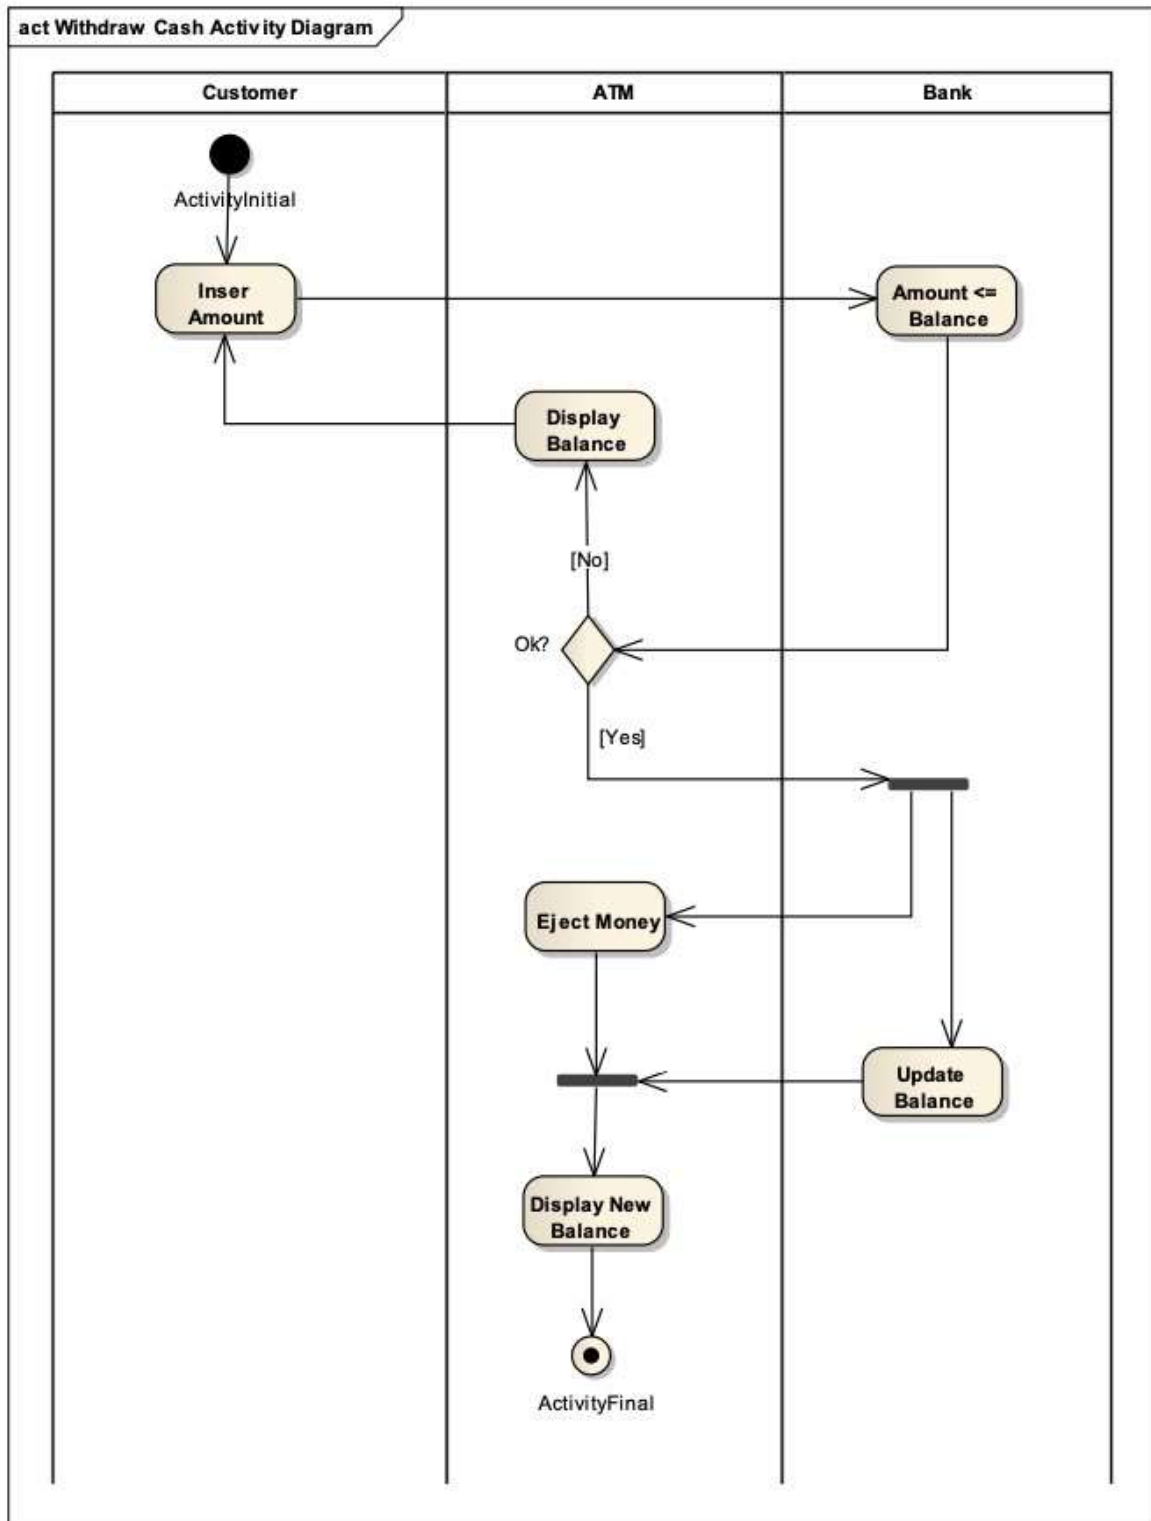 act Withdraw Cash Activity Diagram
Customer
ATM
Bank
ActivityInitial
Inser
Amount
Amount <=
Balance
Display
Balance
[No]
Ok?
[Yes]
Eject Money
Update
Balance
Display New
Balance
ActivityFinal